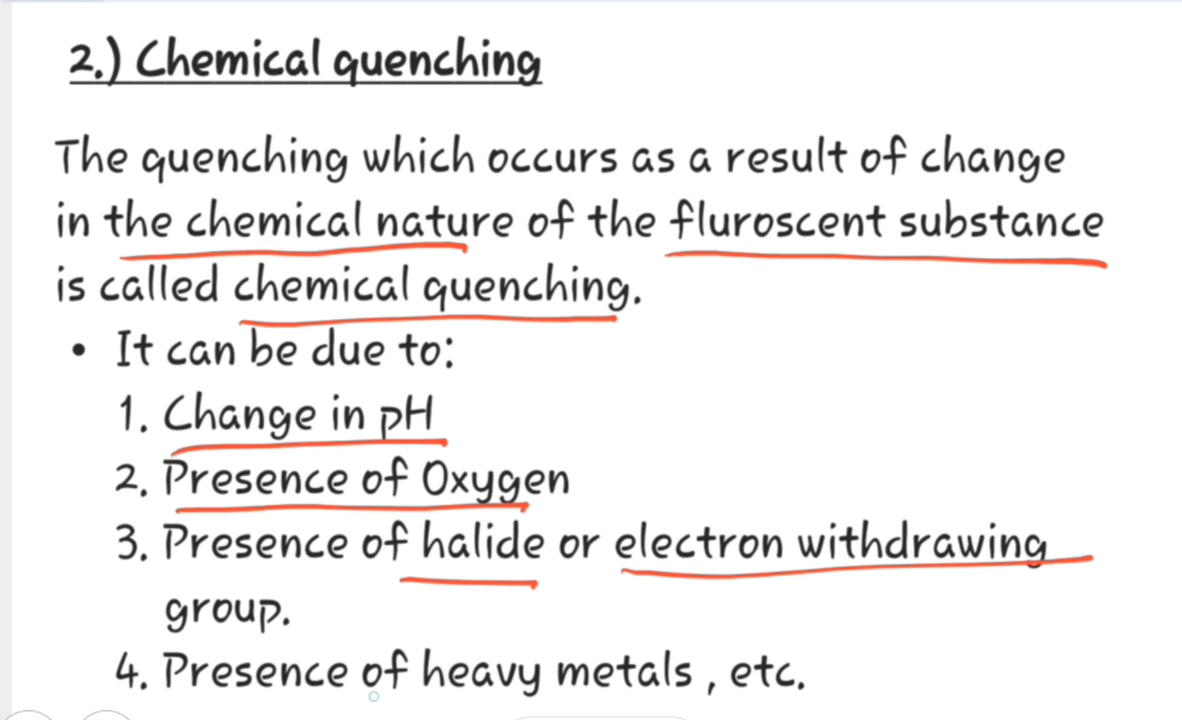 2.) Chemical quenching
The quenching which occurs as a result of change
in the chemical nature of the fluroscent substance
is called chemical quenching.
• It can be due to:
1. Change in pH
2. Presence of Oxygen
3. Presence of halide or electron withdrawing
group.
4. Presence of heavy metals , etc.